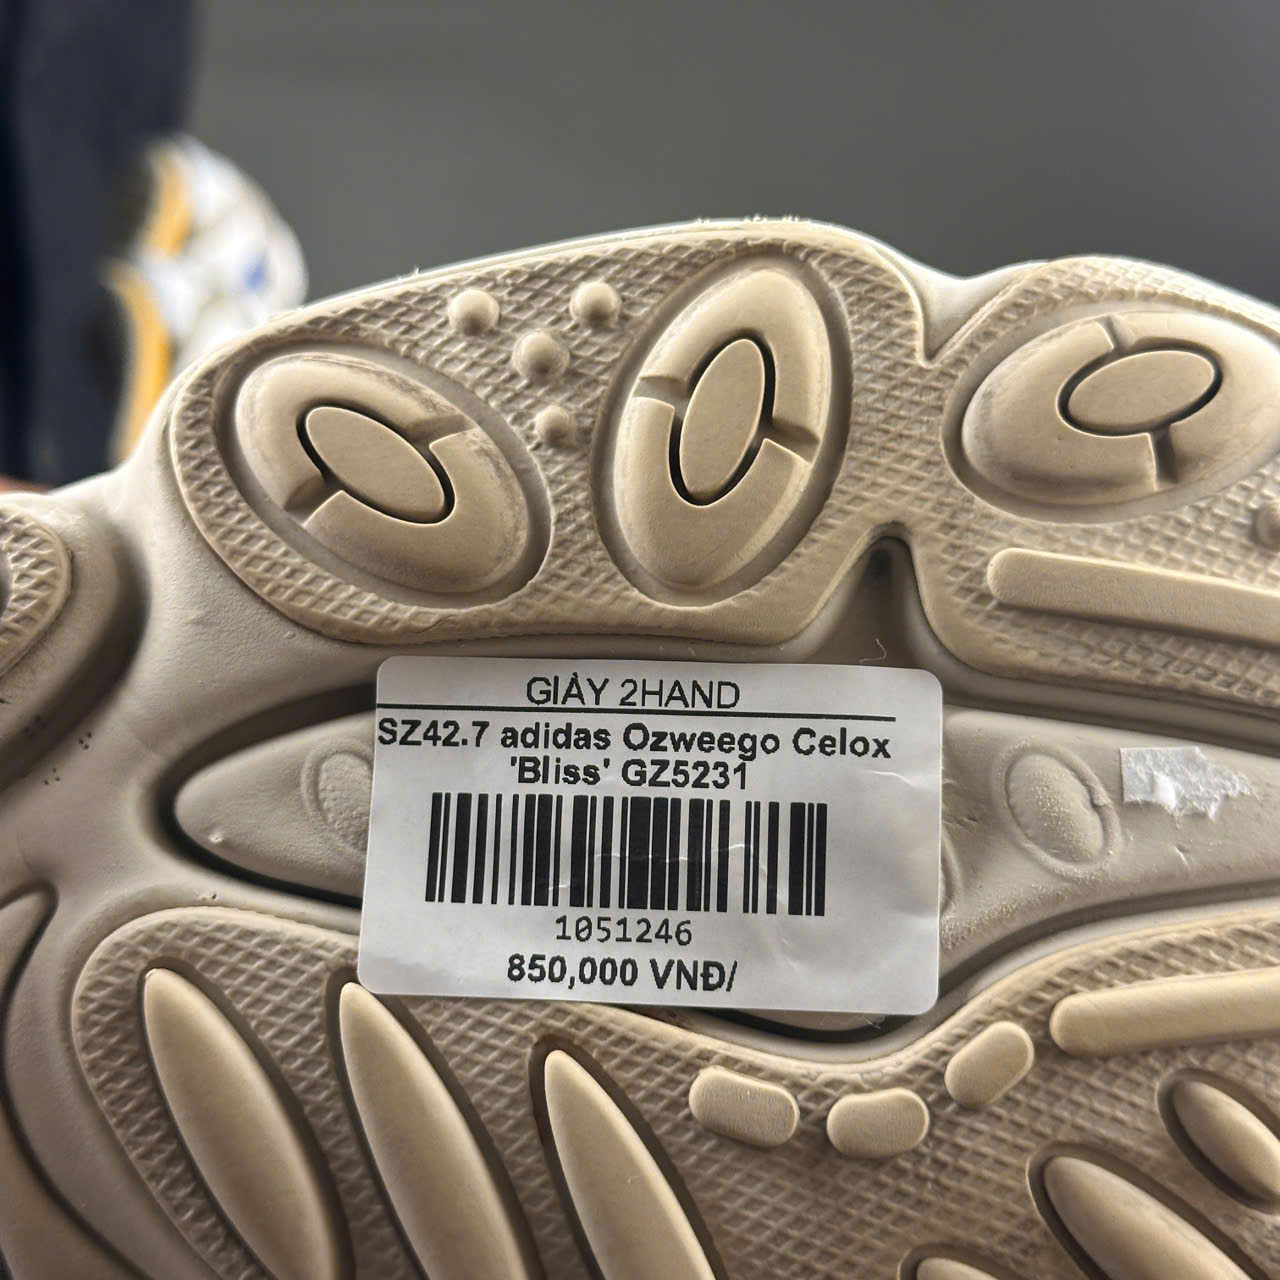 GIÀY 2HAND
SZ42.7 adidas Ozweego Celox
'Bliss' GZ5231
1051246
850,000 VNĐ/